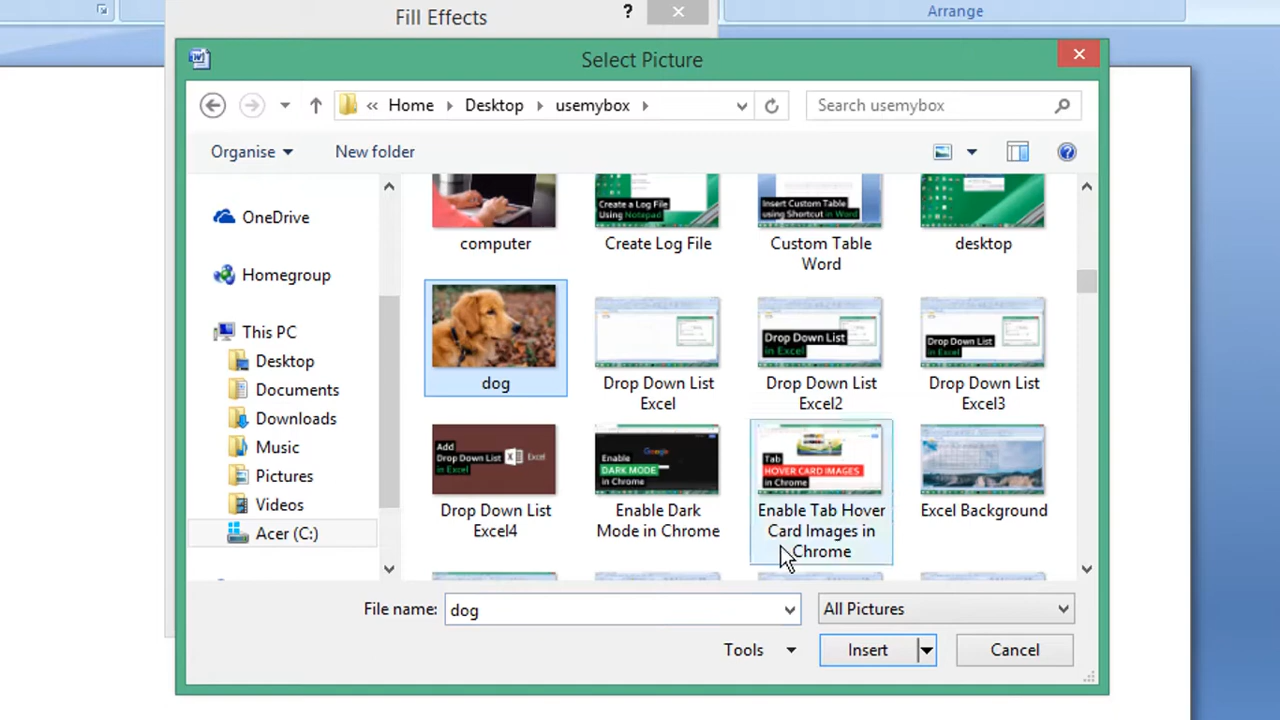 Fill Effects
?
Arrange
Select Picture
« Home Desktop usemybox
Search usemybox
Organise
New folder
OneDrive
Homegroup
This PC
Desktop
Documents
Downloads
Music
Pictures
Videos
Acer (C:)
computer
Create a Log File
Using Notepad
Create Log File
Insert Custom Table
using Shortcut in Word
Custom Table
Word
desktop
dog
Drop Down List
Excel
Drop Down List
in Excel
Drop Down List
Excel2
Drop Down List
in Excel
Drop Down List
Excel3
Add
Drop Down List
in Excel
Excel
Drop Down List
Excel4
Google
Enable
DARK MODE
in Chrome
Enable Dark
Mode in Chrome
Tab
HOVER CARD IMAGES
in Chrome
Enable Tab Hover
Card Images in
Chrome
Excel Background
File name: dog
All Pictures
Tools
Insert
Cancel